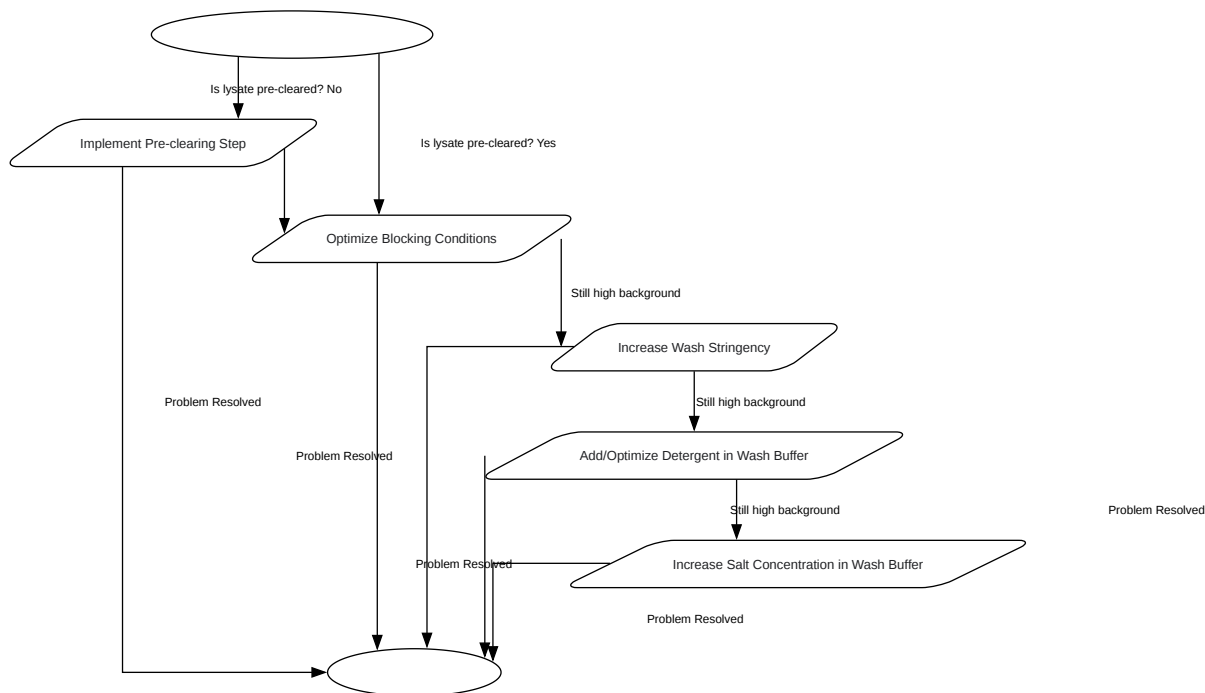 Is lysate pre-cleared? No
Implement Pre-clearing Step
Is lysate pre-cleared? Yes
Optimize Blocking Conditions
Still high background
Increase Wash Stringency
Problem Resolved
Still high background
Problem Resolved
Add/Optimize Detergent in Wash Buffer
Still high background
Problem Resolved
Problem Resolved
Increase Salt Concentration in Wash Buffer
Problem Resolved